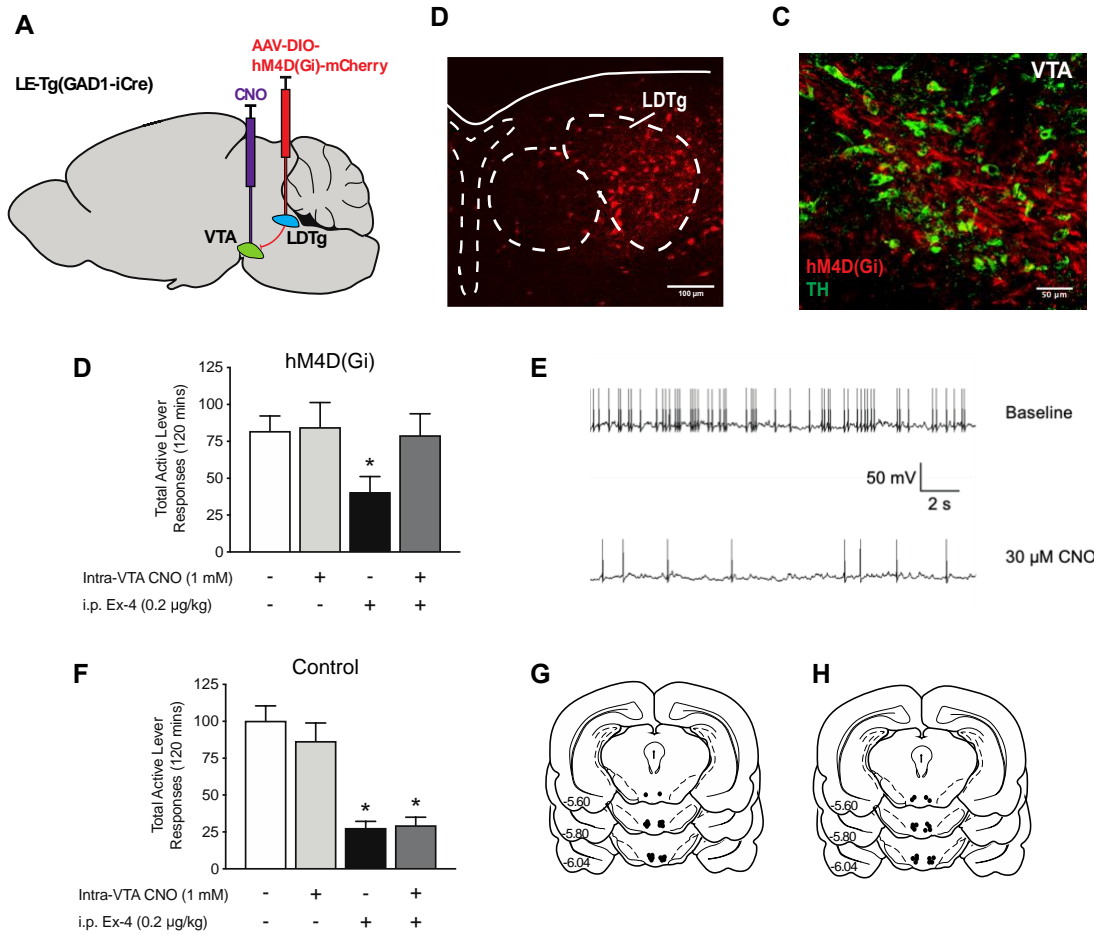 A
LE-Tg(GAD1-iCre)
AAV-DIO-
hM4D(Gi)-mCherry
CNO
VTA
LDTg
D
LDTg
100 µm
C
VTA
hM4D(Gi)
TH
50 µm
D
hM4D(Gi)
Total Active Lever
Responses (120 mins)
125
100
75
50
25
0
*
Intra-VTA CNO (1 mM) - + - +
i.p. Ex-4 (0.2 µg/kg) - - + +
E
Baseline
50 mV
2 s
30 µM CNO
F
Control
Total Active Lever
Responses (120 mins)
125
100
75
50
25
0
* *
Intra-VTA CNO (1 mM) - + - +
i.p. Ex-4 (0.2 µg/kg) - - + +
G
-5.60
-5.80
-6.04
H
-5.60
-5.80
-6.04